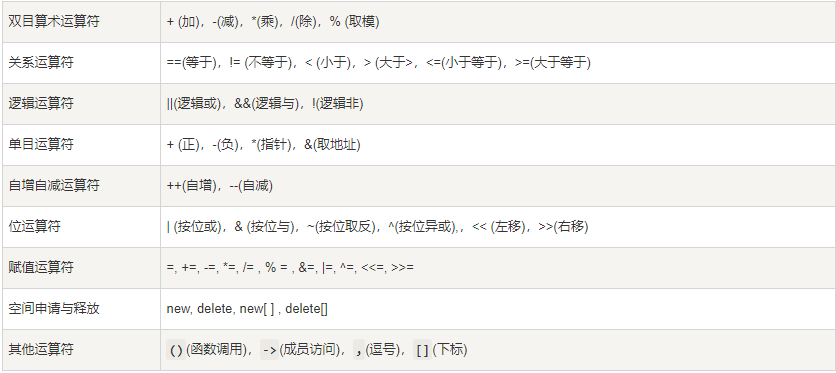 双目算术运算符 + (加)，-(减)，*(乘)，/(除)，% (取模)
关系运算符 ==(等于)，!= (不等于)，< (小于)，> (大于>，<=(小于等于)，>=(大于等于)
逻辑运算符 ||(逻辑或)，&&(逻辑与)，!(逻辑非)
单目运算符 + (正)，-(负)，*(指针)，&(取地址)
自增自减运算符 ++(自增)，--(自减)
位运算符 | (按位或)，& (按位与)，~(按位取反)，^(按位异或),，<< (左移)，>>(右移)
赋值运算符 =, +=, -=, *=, /= , % = , &=, |=, ^=, <<=, >>=
空间申请与释放 new, delete, new[ ] , delete[]
其他运算符 ()(函数调用)，->(成员访问)，,(逗号)，[](下标)